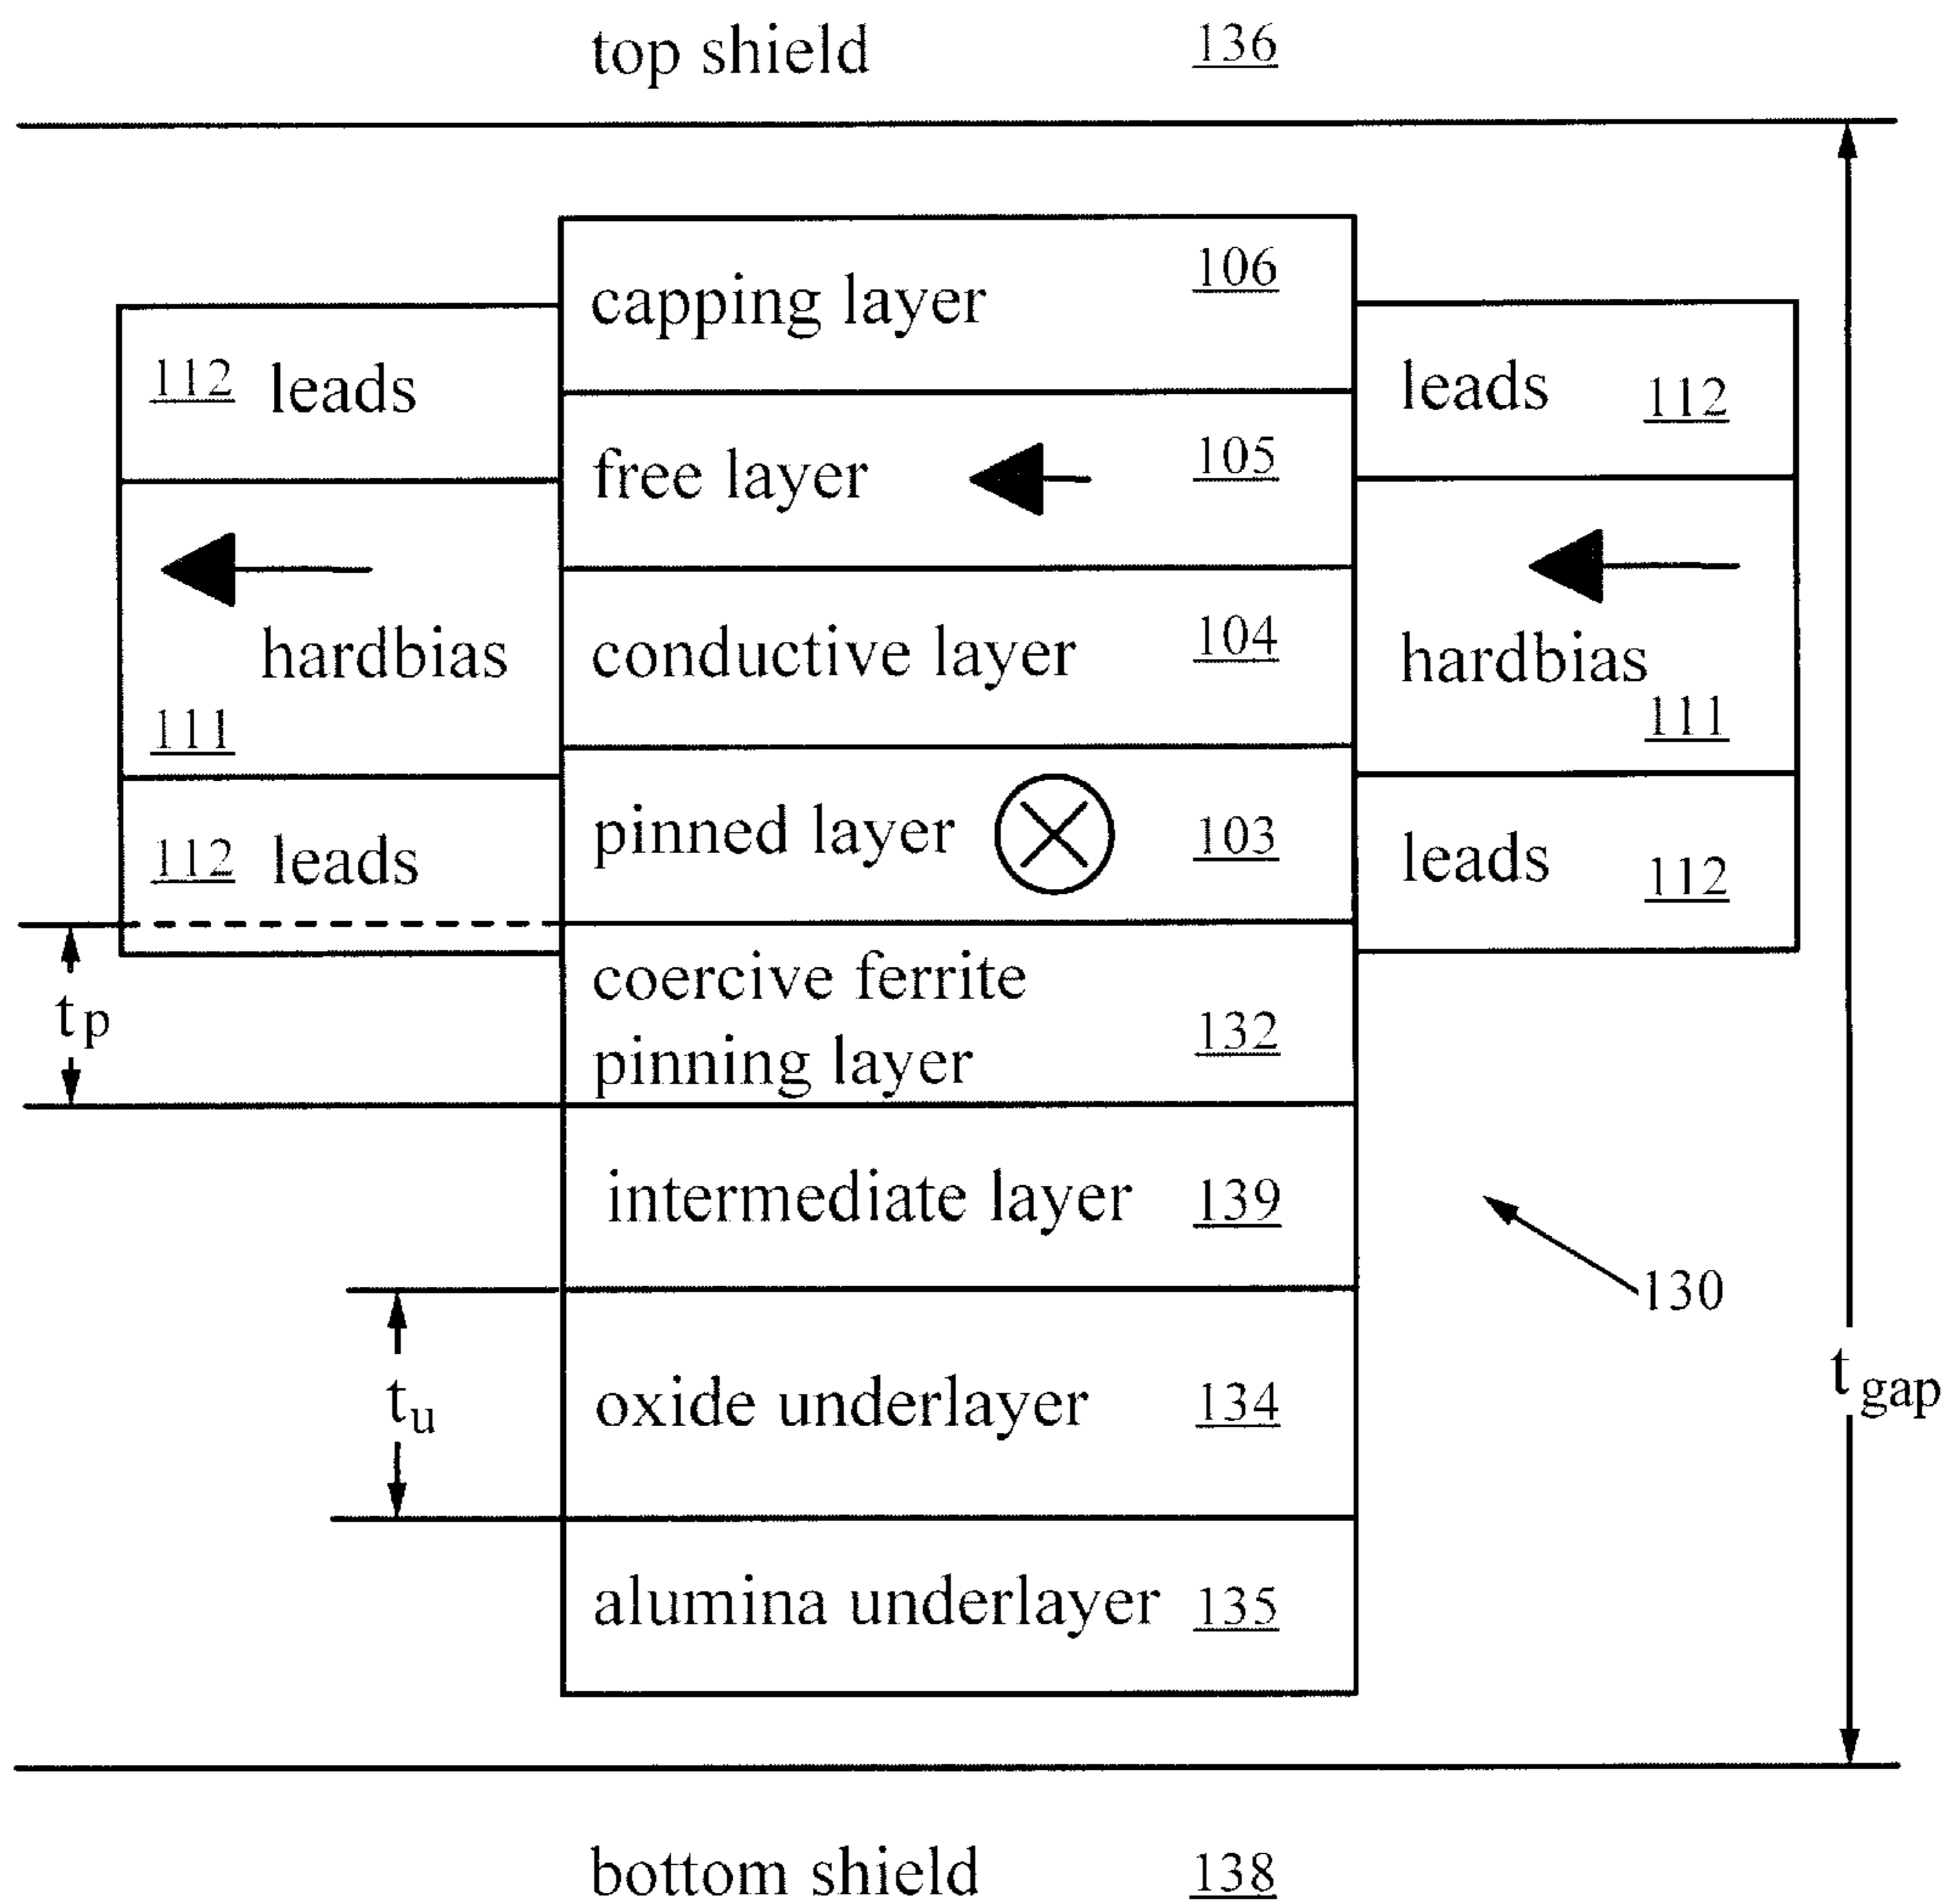 top shield 136
capping layer 106
112 leads
leads 112
free layer 105
hardbias
111
conductive layer 104
hardbias
111
pinned layer 103
112 leads
leads 112
tp
coercive ferrite
pinning layer 132
intermediate layer 139
130
tu
oxide underlayer 134
tgap
alumina underlayer 135
bottom shield 138